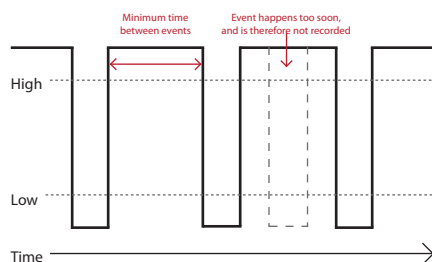 Minimum time
between events
Event happens too soon,
and is therefore not recorded
High
Low
Time